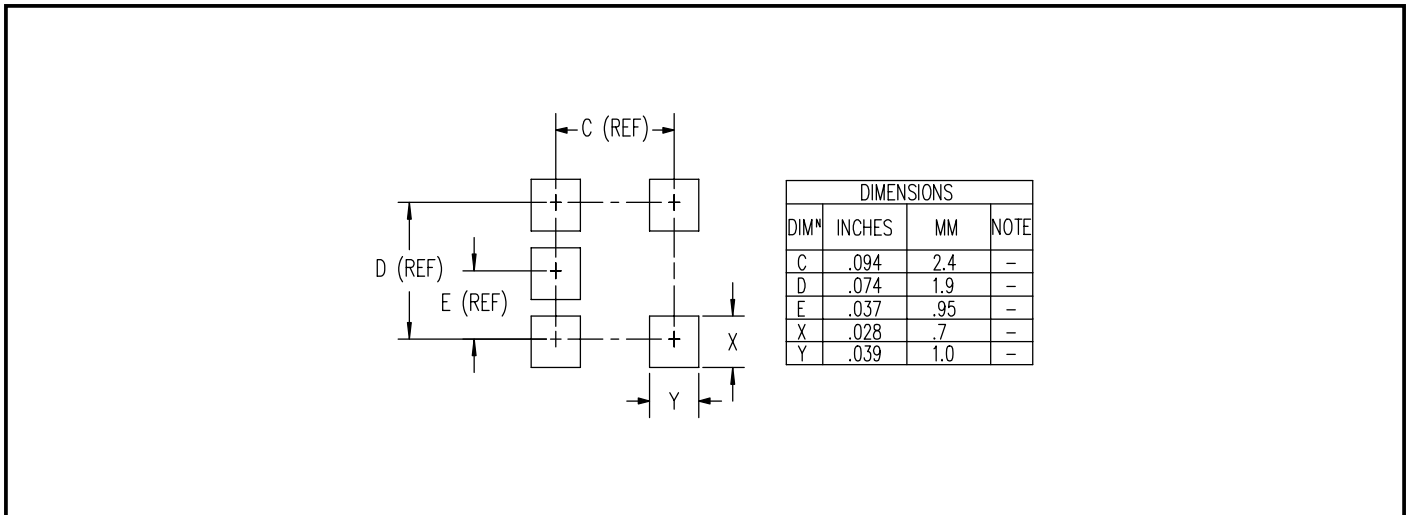 C (REF)
D (REF)
E (REF)
X
Y
DIMENSIONS
DIMᴺ INCHES MM NOTE
C .094 2.4 –
D .074 1.9 –
E .037 .95 –
X .028 .7 –
Y .039 1.0 –